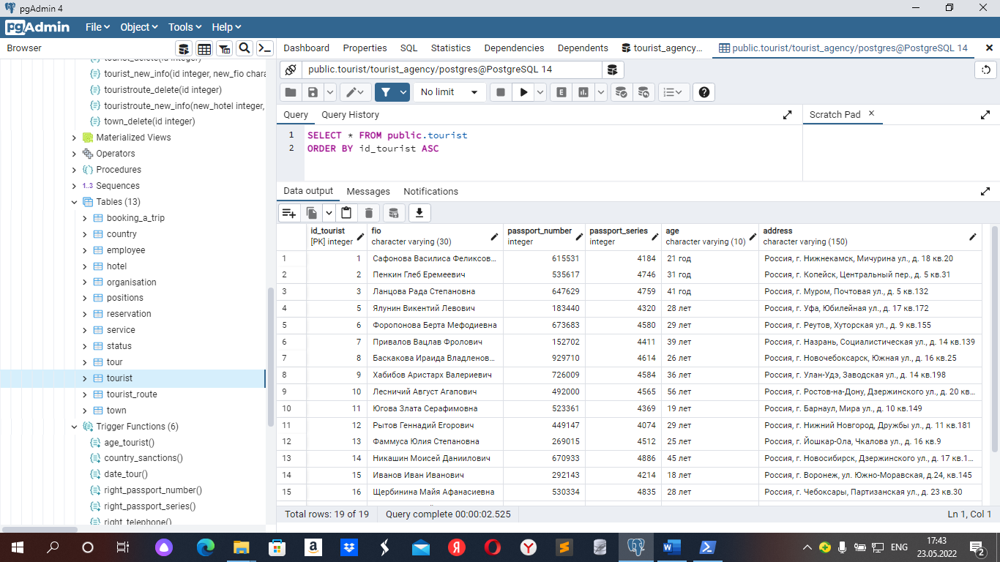 pgAdmin 4
pgAdmin File Object Tools Help
Browser
tourist_delete(id integer)
tourist_new_info(id integer, new_fio chara
touristroute_delete(id integer)
touristroute_new_info(new_hotel integer,
town_delete(id integer)
Materialized Views
Operators
Procedures
1..3 Sequences
Tables (13)
booking_a_trip
country
employee
hotel
organisation
positions
reservation
service
status
tour
tourist
tourist_route
town
Trigger Functions (6)
age_tourist()
country_sanctions()
date_tour()
right_passport_number()
right_passport_series()
right_telephone()
Dashboard Properties SQL Statistics Dependencies Dependents tourist_agency... public.tourist/tourist_agency/postgres@PostgreSQL 14
public.tourist/tourist_agency/postgres@PostgreSQL 14
No limit
Query Query History
Scratch Pad
1 SELECT * FROM public.tourist
2 ORDER BY id_tourist ASC
Data output Messages Notifications
id_tourist fio passport_number passport_series age address
[PK] integer character varying (30) integer integer character varying (10) character varying (150)
1 1 Сафонова Василиса Феликсов... 615531 4184 21 год Россия, г. Нижнекамск, Мичурина ул., д. 18 кв.20
2 2 Пенкин Глеб Еремеевич 535617 4746 31 год Россия, г. Копейск, Центральный пер., д. 5 кв.31
3 3 Ланцова Рада Степановна 647629 4759 41 год Россия, г. Муром, Почтовая ул., д. 5 кв.132
4 5 Ялунин Викентий Левович 183440 4320 28 лет Россия, г. Уфа, Юбилейная ул., д. 17 кв.172
5 6 Форопонова Берта Мефодиевна 673683 4580 29 лет Россия, г. Реутов, Хуторская ул., д. 9 кв.155
6 7 Привалов Вацлав Фролович 152702 4411 39 лет Россия, г. Назрань, Социалистическая ул., д. 14 кв.139
7 8 Баскакова Ираида Владленов... 929710 4614 26 лет Россия, г. Новочебоксарск, Южная ул., д. 16 кв.25
8 9 Хабибов Аристарх Валериевич 726009 4584 36 лет Россия, г. Улан-Удэ, Заводская ул., д. 14 кв.198
9 10 Лесничий Август Агапович 492000 4565 56 лет Россия, г. Ростов-на-Дону, Дзержинского ул., д. 20 кв...
10 11 Югова Злата Серафимовна 523361 4369 19 лет Россия, г. Барнаул, Мира ул., д. 10 кв.149
11 12 Рытов Геннадий Егорович 449147 4074 29 лет Россия, г. Нижний Новгород, Дружбы ул., д. 11 кв.181
12 13 Фаммуса Юлия Степановна 269015 4512 25 лет Россия, г. Йошкар-Ола, Чкалова ул., д. 16 кв.9
13 14 Никашин Моисей Даниилович 670933 4886 45 лет Россия, г. Новосибирск, Дзержинского ул., д. 17 кв.1...
14 15 Иванов Иван Иванович 292143 4214 18 лет Россия, г. Воронеж, ул. Южно-Моравская, д.24, кв.145
15 16 Щербинина Майя Афанасиевна 530334 4835 28 лет Россия, г. Чебоксары, Партизанская ул., д. 23 кв.30
Total rows: 19 of 19 Query complete 00:00:02.525 Ln 1, Col 1
ENG 17:43
23.05.2022
2